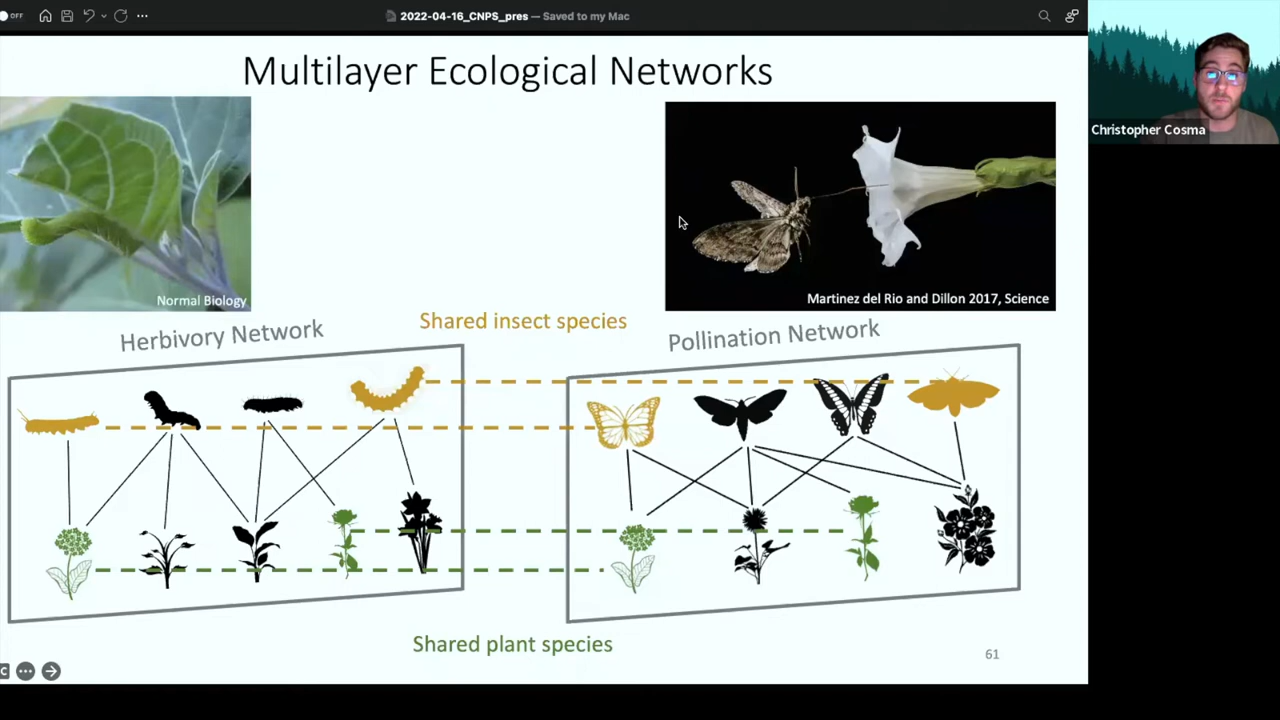 OFF
2022-04-16_CNPS_pres — Saved to my Mac
Multilayer Ecological Networks
Christopher Cosma
Normal Biology
Martinez del Rio and Dillon 2017, Science
Shared insect species
Herbivory Network
Pollination Network
Shared plant species
61